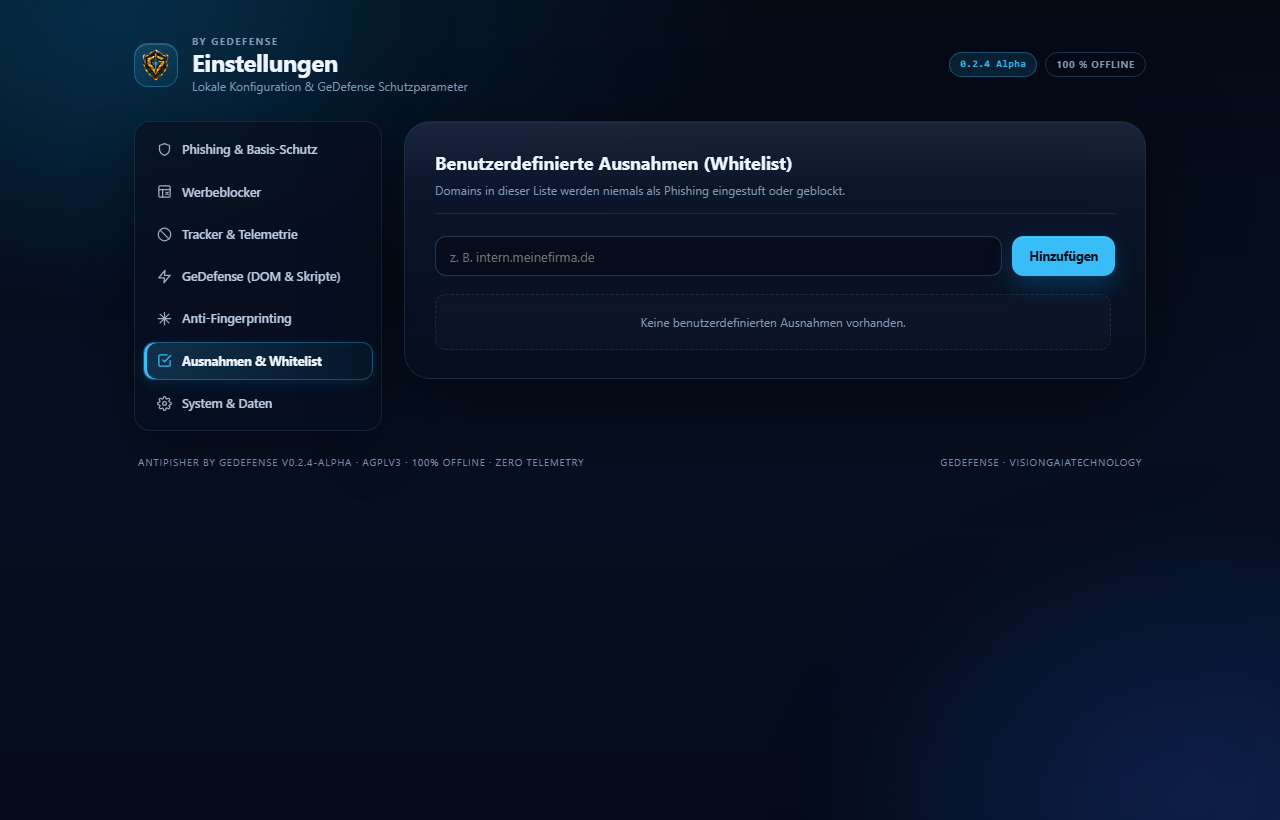 BY GEDEFENSE
Einstellungen
Lokale Konfiguration & GeDefense Schutzparameter
0.2.4 Alpha
100 % OFFLINE
Phishing & Basis-Schutz
Werbeblocker
Tracker & Telemetrie
GeDefense (DOM & Skripte)
Anti-Fingerprinting
Ausnahmen & Whitelist
System & Daten
Benutzerdefinierte Ausnahmen (Whitelist)
Domains in dieser Liste werden niemals als Phishing eingestuft oder geblockt.
z. B. intern.meinefirma.de
Hinzufügen
Keine benutzerdefinierten Ausnahmen vorhanden.
ANTIPISHER BY GEDEFENSE V0.2.4-ALPHA · AGPLV3 · 100% OFFLINE · ZERO TELEMETRY
GEDEFENSE · VISIONGAIATECHNOLOGY